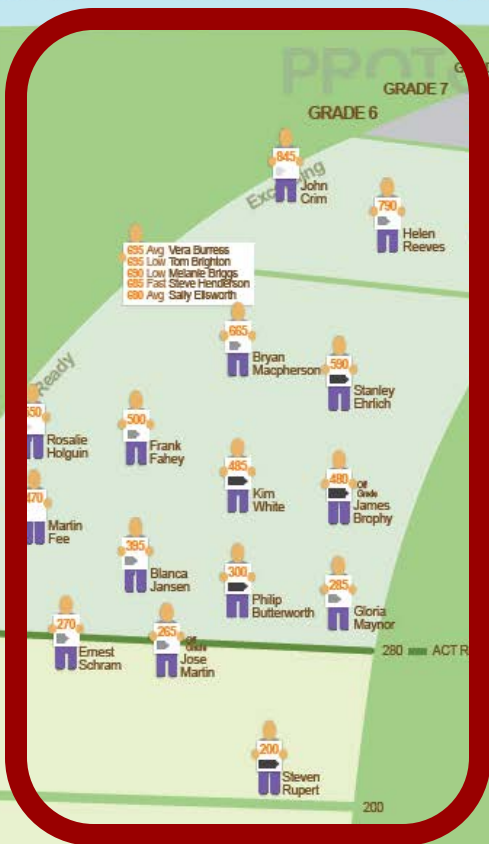 PROTO
GRADE 7
GRADE 6
845
Exceeding
John
Crim
790
Helen
Reeves
695 Avg Vera Burress
695 Low Tom Brighton
690 Low Melanie Briggs
685 Fast Steve Henderson
680 Avg Sally Ellsworth
665
Bryan
Macpherson
590
Stanley
Ehrlich
Ready
550
Rosalie
Holguin
500
Frank
Fahey
485
Kim
White
480
Off
Grade
James
Brophy
470
Martin
Fee
395
Blanca
Jansen
300
Philip
Butterworth
285
Gloria
Maynor
270
Ernest
Schram
265
Off
Grade
Jose
Martin
280
ACT R
200
Steven
Rupert
200